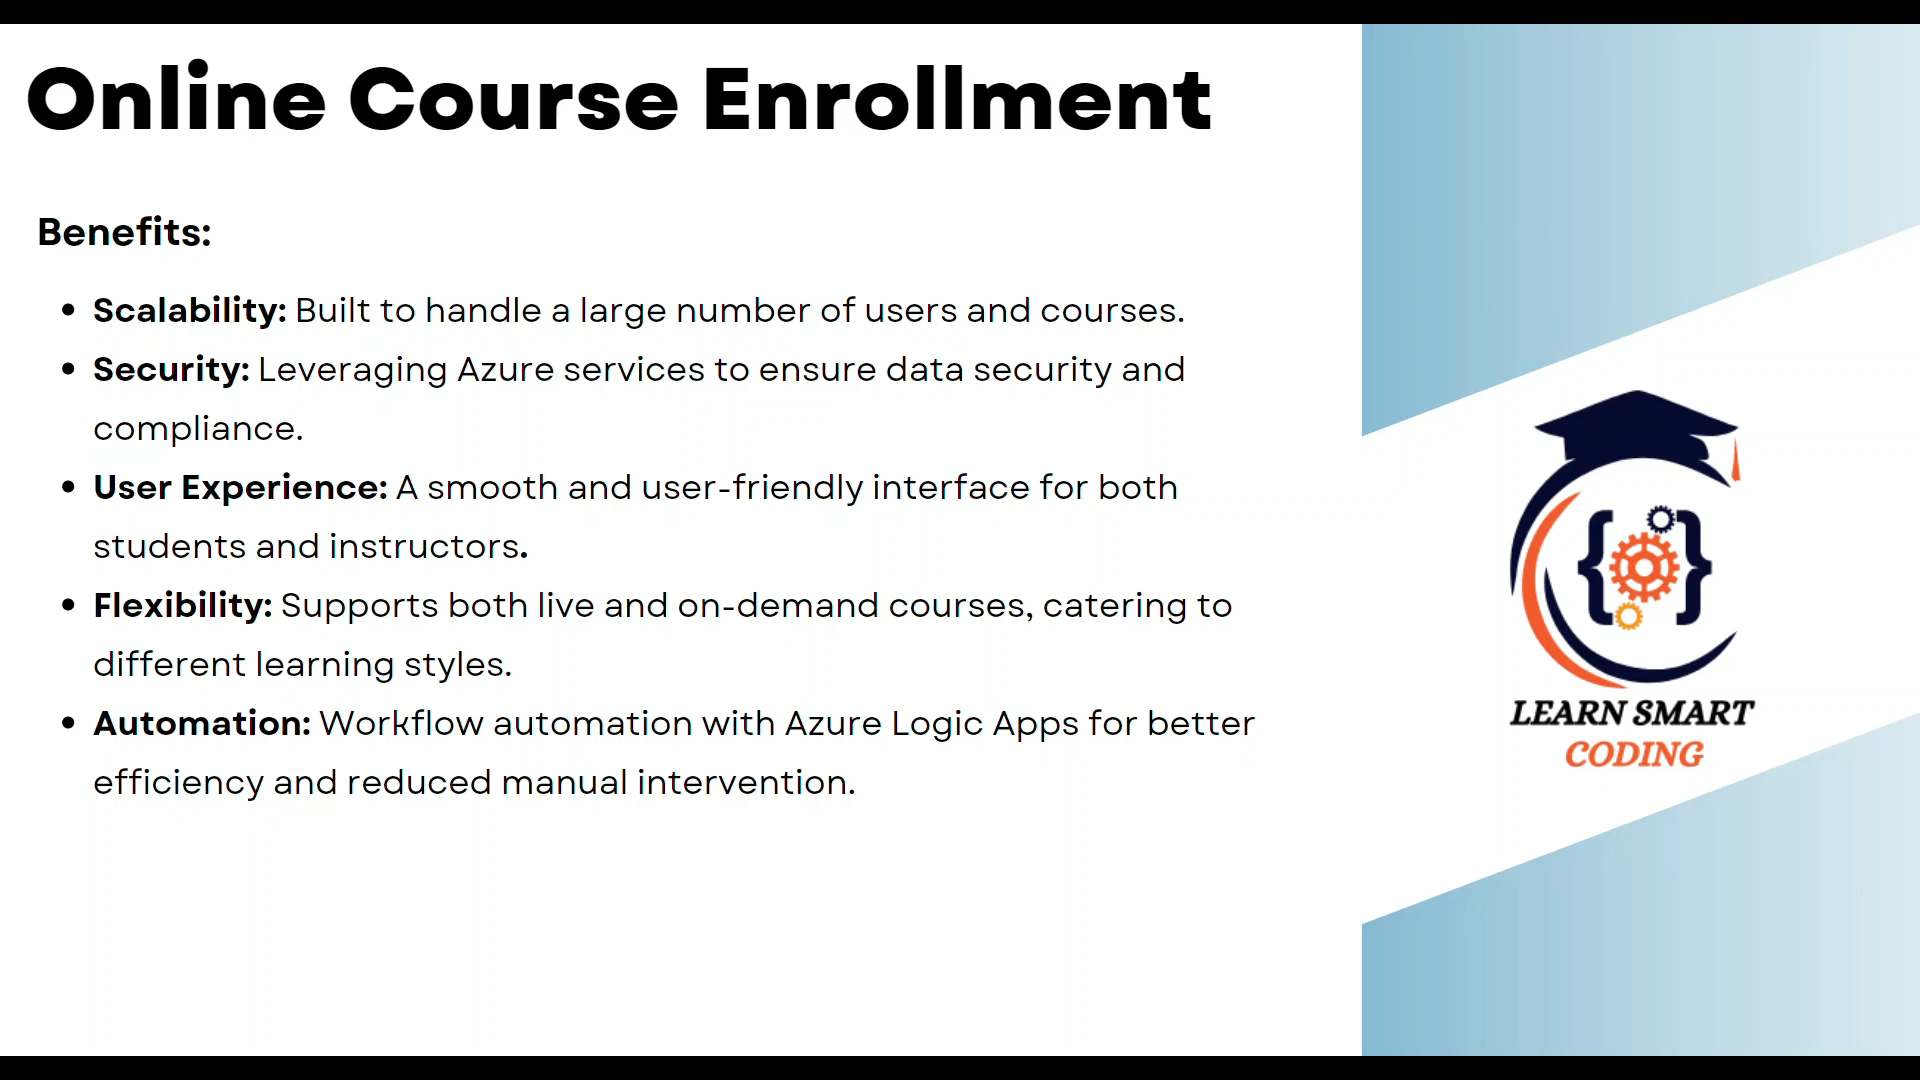 Online Course Enrollment
Benefits:
• Scalability: Built to handle a large number of users and courses.
• Security: Leveraging Azure services to ensure data security and
compliance.
• User Experience: A smooth and user-friendly interface for both
students and instructors.
• Flexibility: Supports both live and on-demand courses, catering to
different learning styles.
• Automation: Workflow automation with Azure Logic Apps for better
efficiency and reduced manual intervention.
{ }
LEARN SMART
CODING